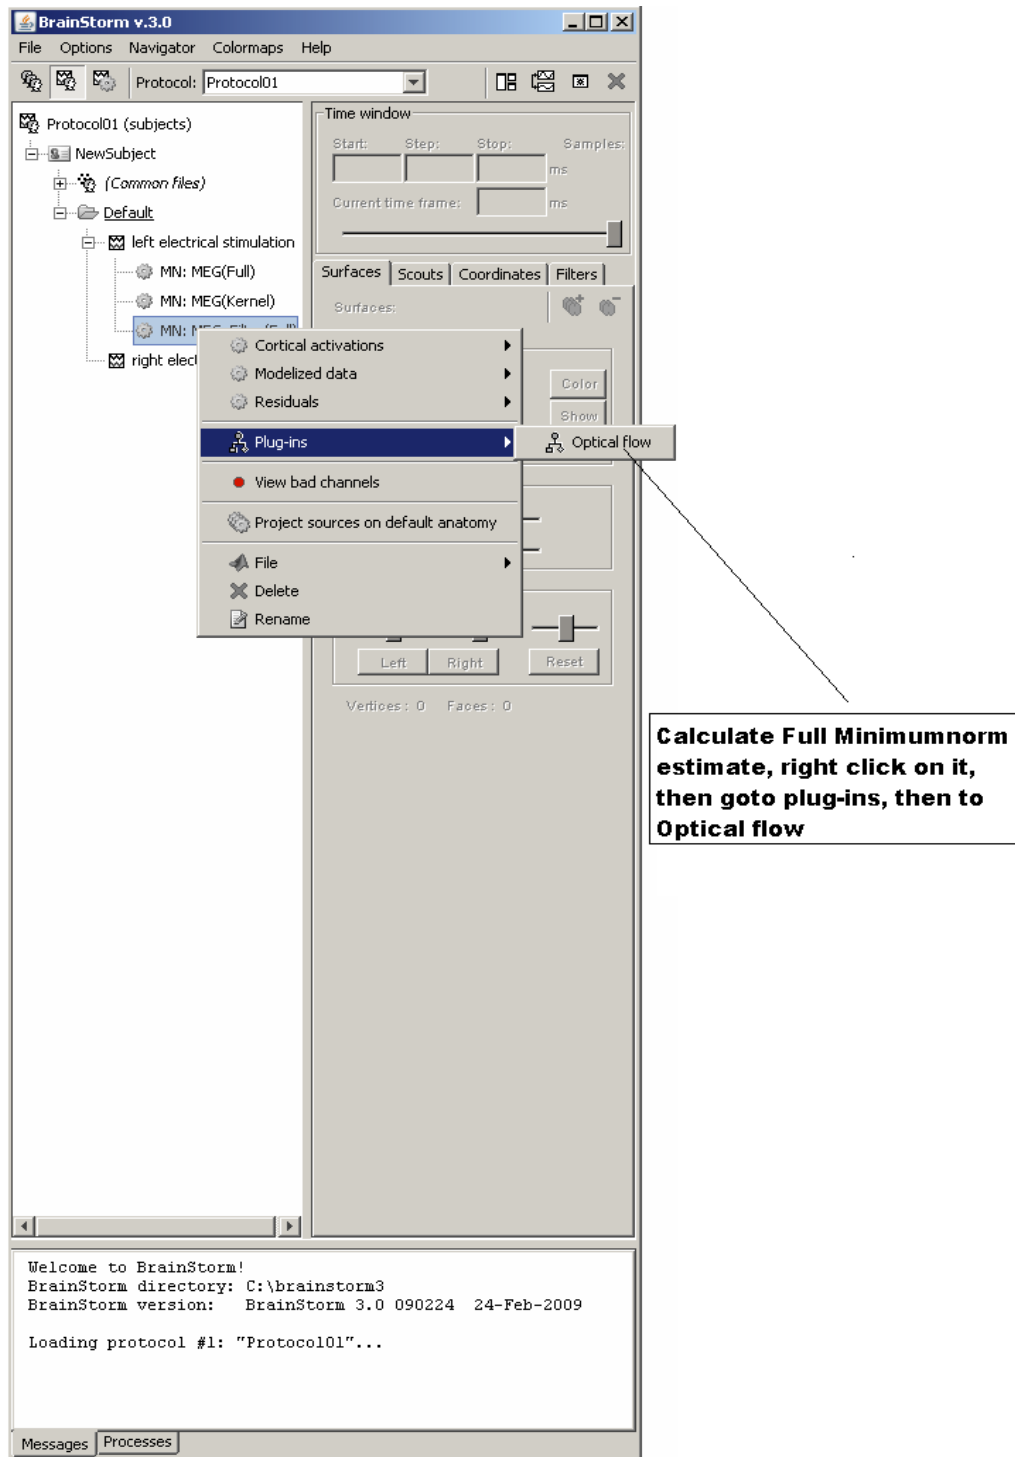 BrainStorm v.3.0
File Options Navigator Colormaps Help
Protocol: Protocol01
Protocol01 (subjects)
NewSubject
(Common files)
Default
left electrical stimulation
MN: MEG(Full)
MN: MEG(Kernel)
MN:
right elect
Time window
Start: Step: Stop: Samples:
ms
Current time frame: ms
Surfaces Scouts Coordinates Filters
Surfaces:
Color
Show
Cortical activations
Modelized data
Residuals
Plug-ins
Optical flow
View bad channels
Project sources on default anatomy
File
Delete
Rename
Left Right Reset
Vertices : 0 Faces : 0
Calculate Full Minimumnorm
estimate, right click on it,
then goto plug-ins, then to
Optical flow
Welcome to BrainStorm!
BrainStorm directory: C:\brainstorm3
BrainStorm version: BrainStorm 3.0 090224 24-Feb-2009
Loading protocol #1: "Protocol01"...
Messages Processes